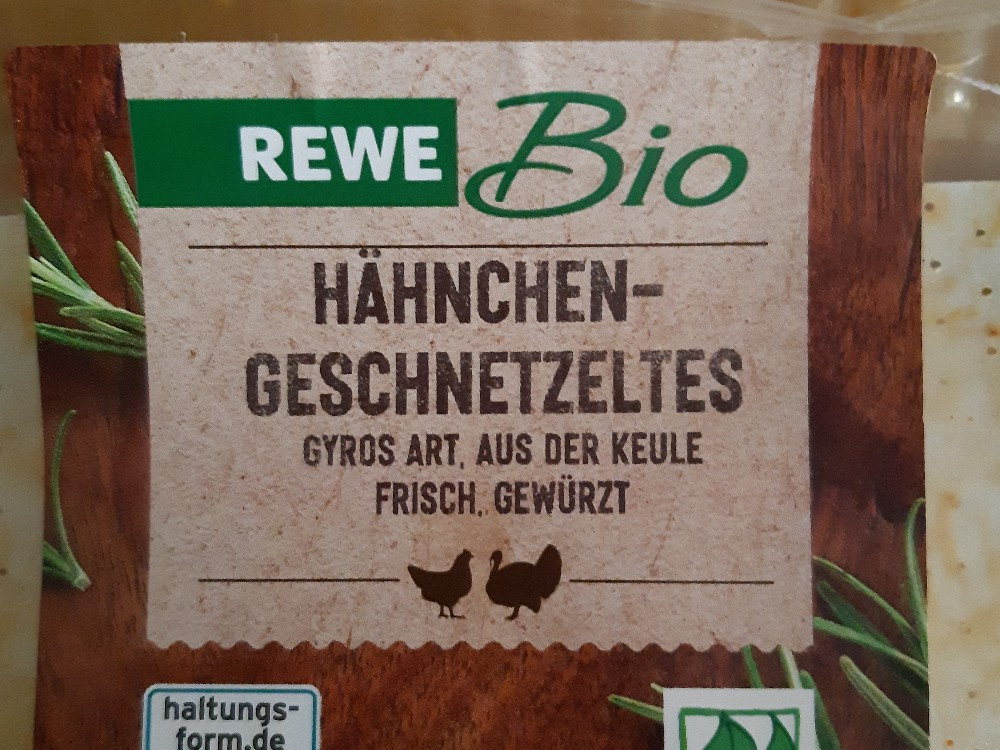 REWE Bio
HÄHNCHEN-
GESCHNETZELTES
GYROS ART, AUS DER KEULE
FRISCH, GEWÜRZT
haltungs-
form.de